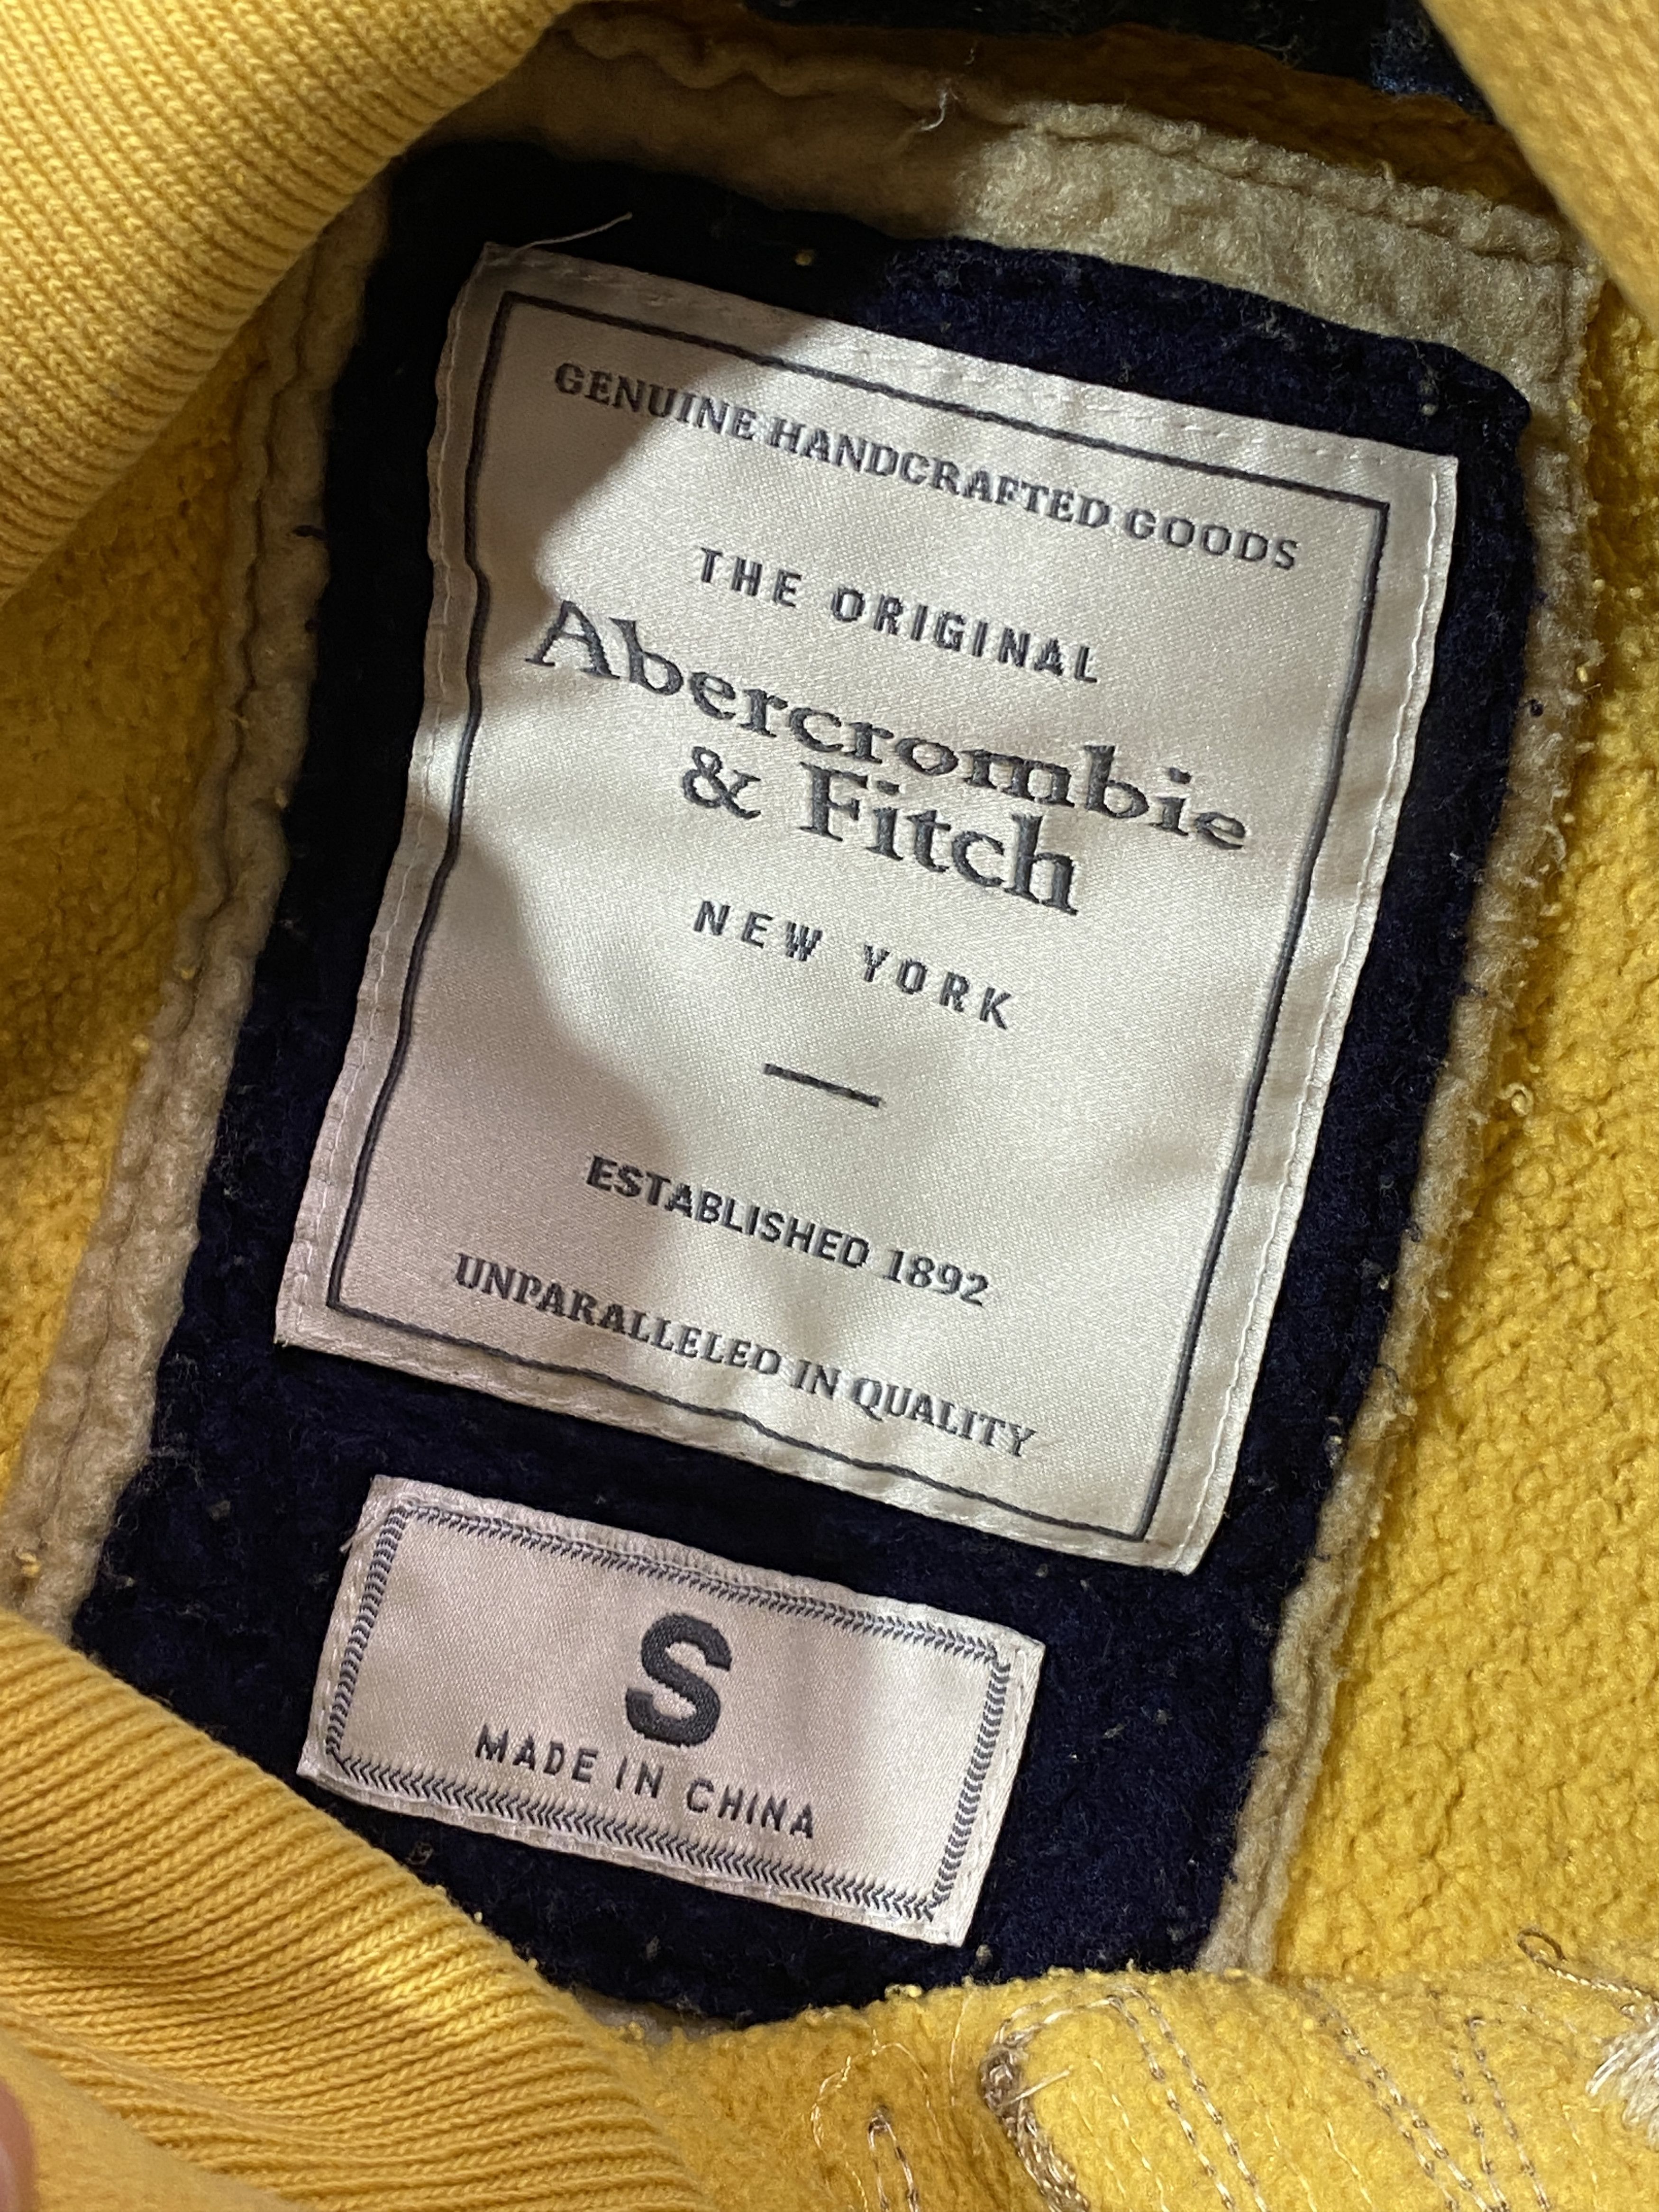 GENUINE HANDCRAFTED GOODS
THE ORIGINAL
Abercrombie
& Fitch
NEW YORK
ESTABLISHED 1892
UNPARALLELED IN QUALITY
S
MADE IN CHINA